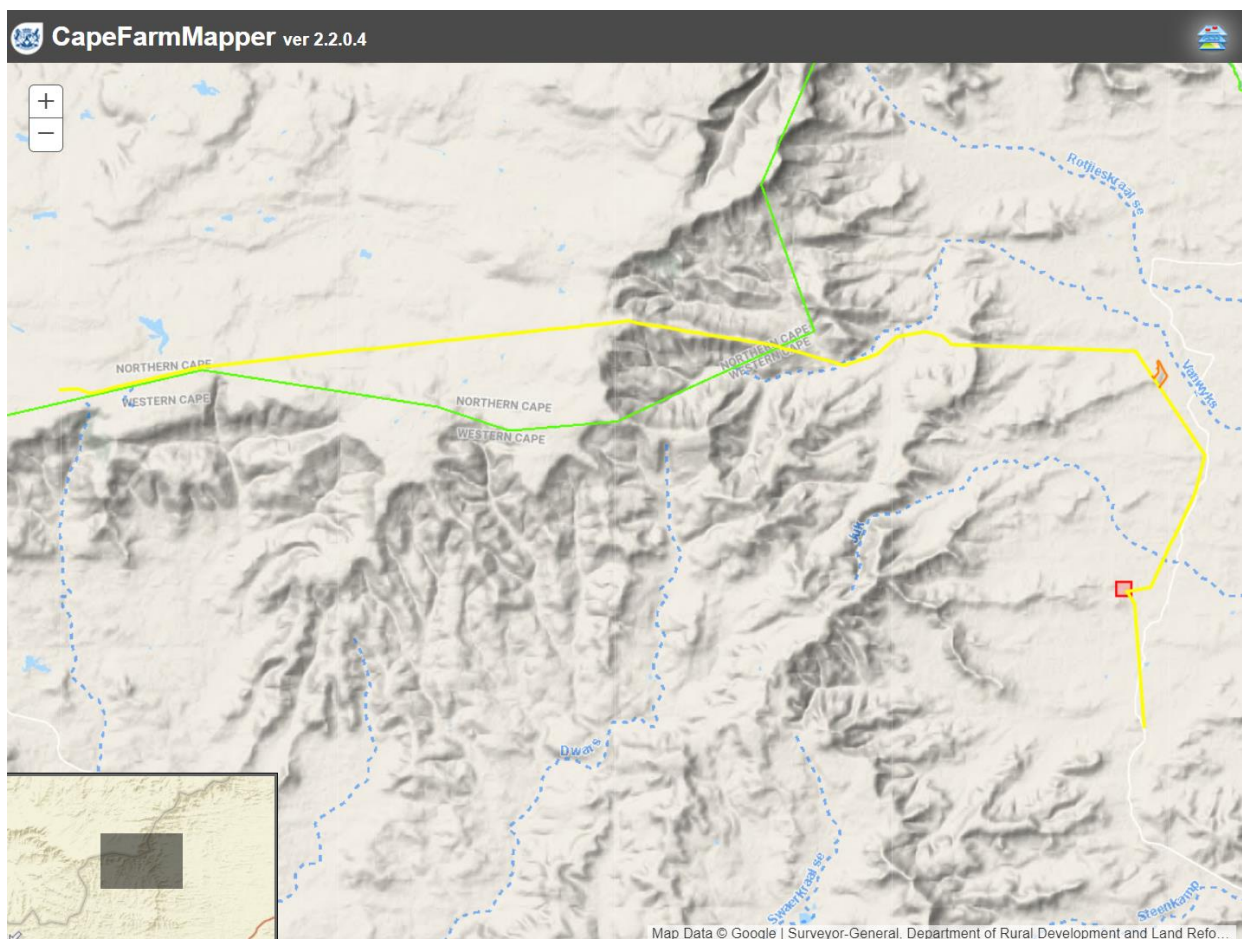 CapeFarmMapper ver 2.2.0.4
+
−
Rotjieskraal se
NORTHERN CAPE
WESTERN CAPE
NORTHERN CAPE
WESTERN CAPE
NORTHERN CAPE
WESTERN CAPE
Vanwyks
Dwars
Swaerkraal se
Steenkamp
Map Data © Google | Surveyor-General, Department of Rural Development and Land Refo...